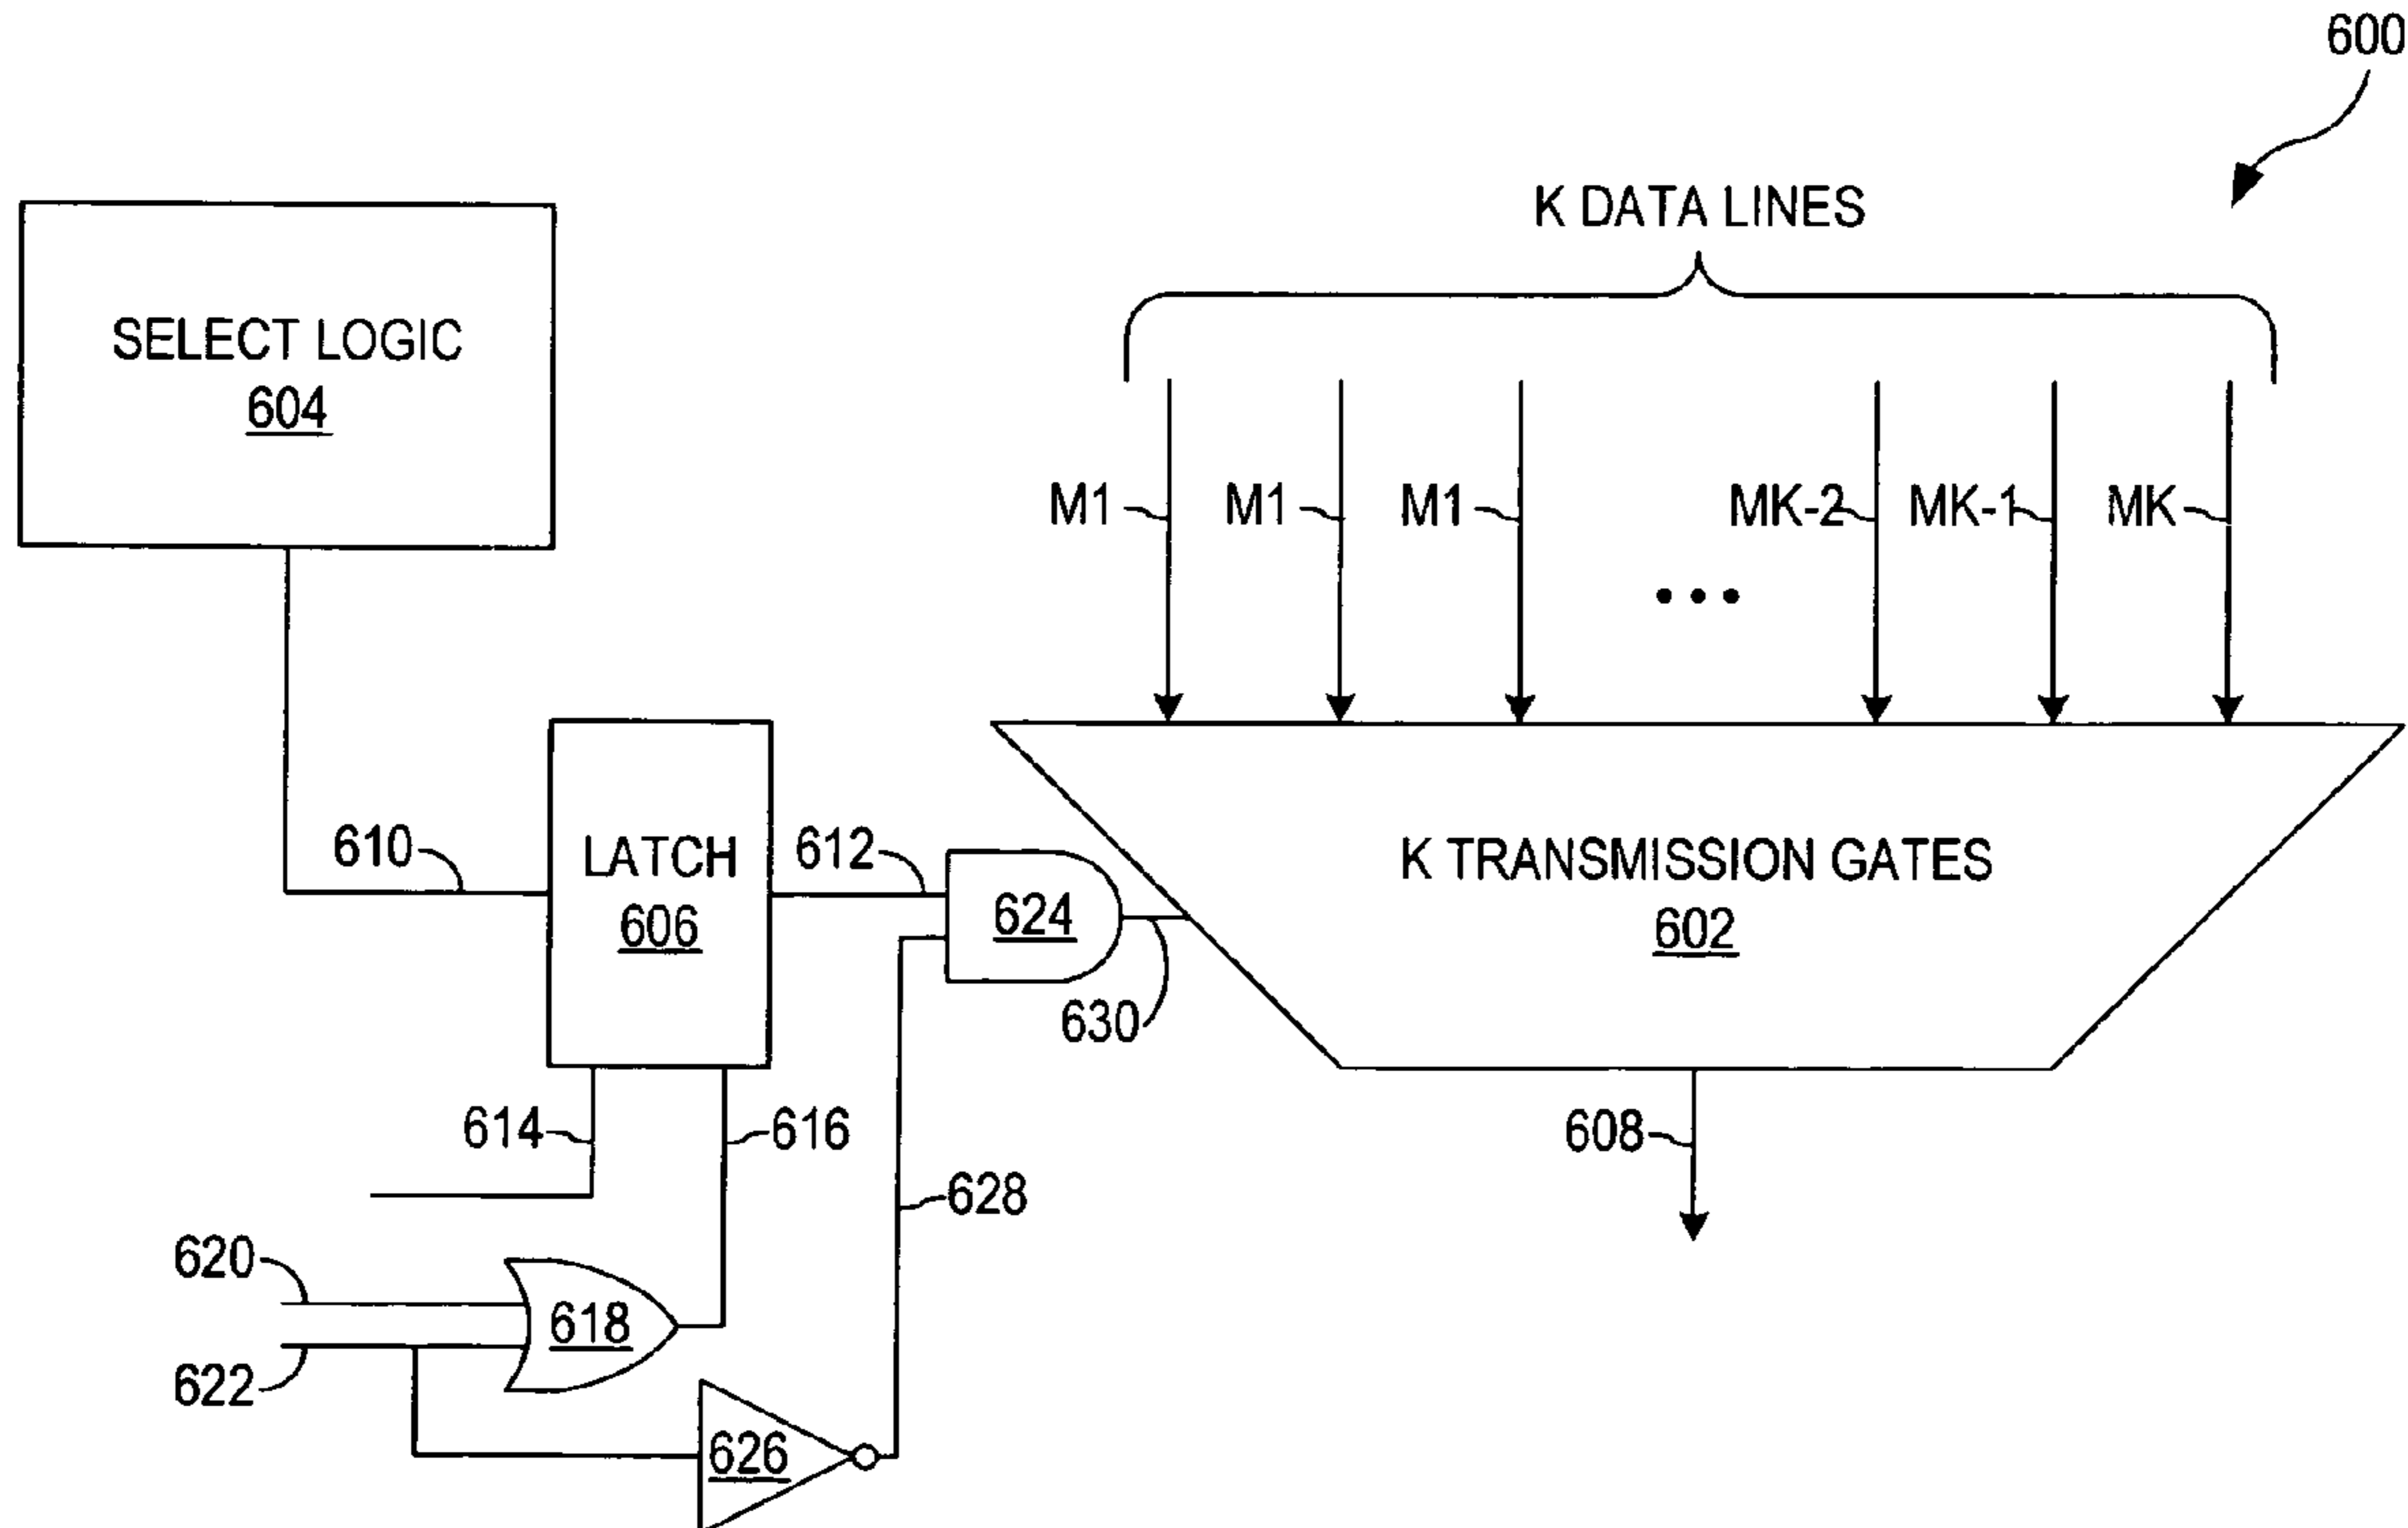 600
K DATA LINES
SELECT LOGIC
604
M1
M1
M1
MK-2
MK-1
MK
610
LATCH
606
612
624
630
K TRANSMISSION GATES
602
614
616
608
628
620
618
622
626